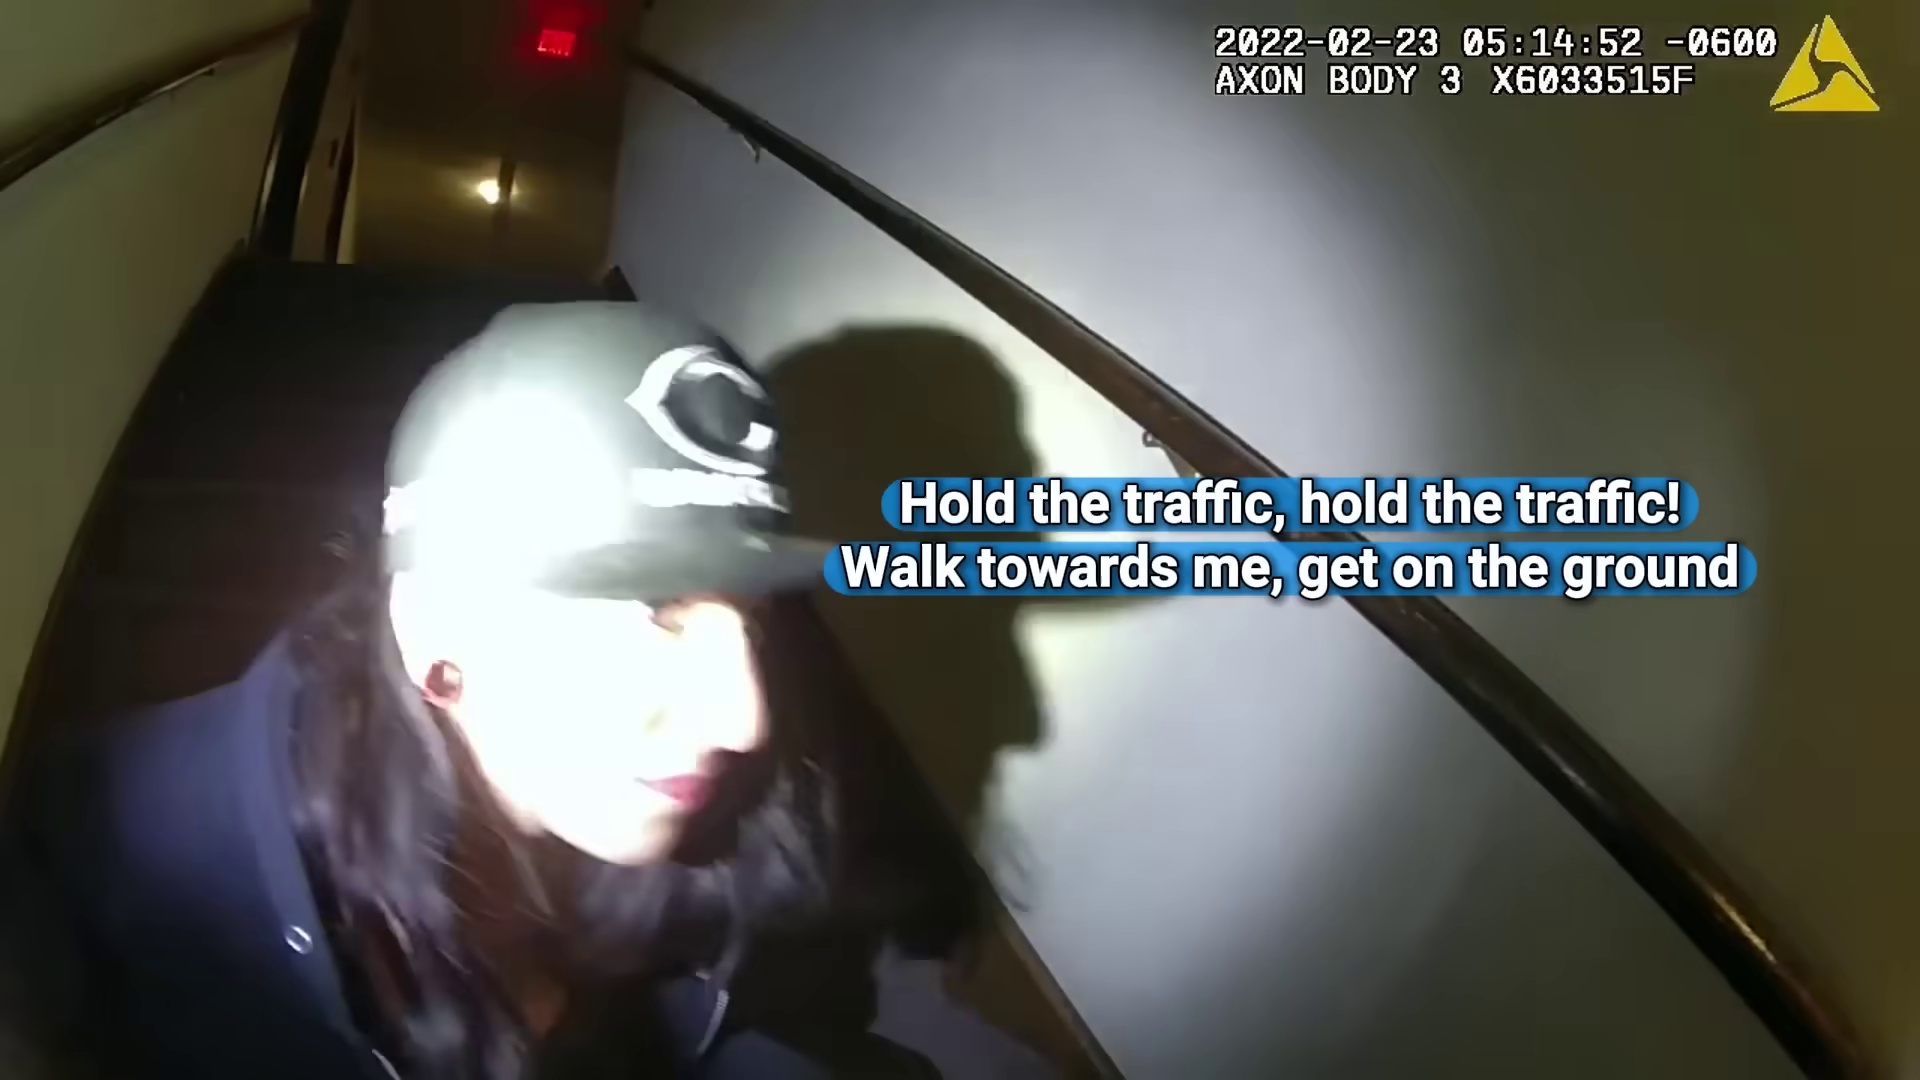 2022-02-23 05:14:52 -0600
AXON BODY 3 X6033515F
Hold the traffic, hold the traffic!
Walk towards me, get on the ground